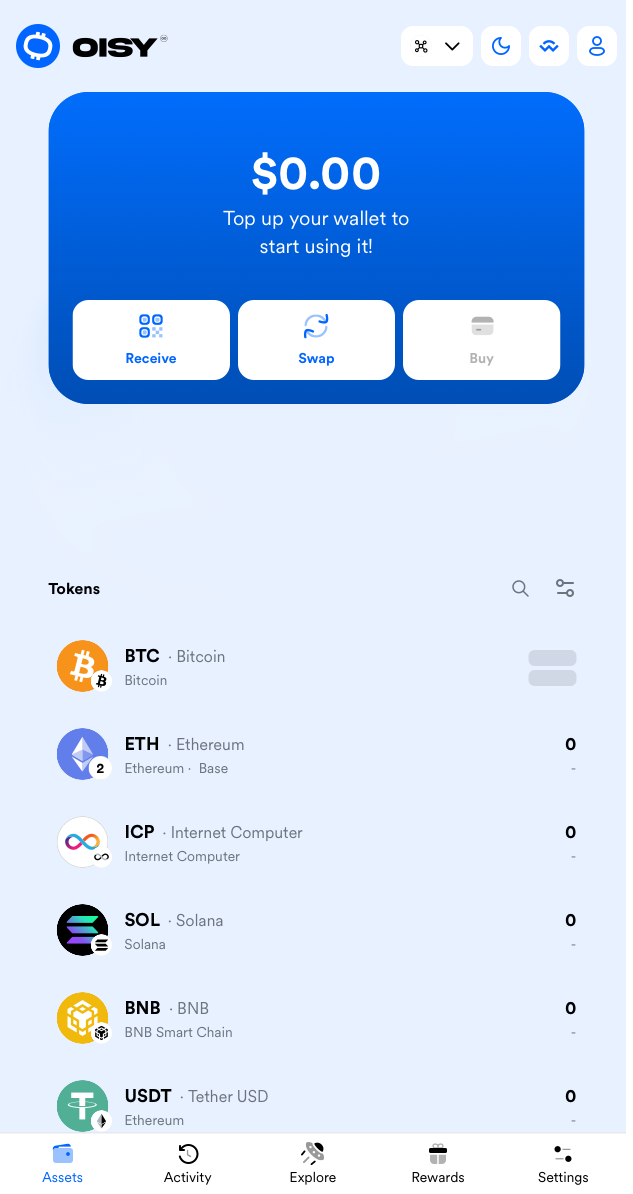 OISY
$0.00
Top up your wallet to
start using it!
Receive
Swap
Buy
Tokens
BTC · Bitcoin
Bitcoin
ETH · Ethereum
0
2
Ethereum · Base
-
ICP · Internet Computer
0
Internet Computer
-
SOL · Solana
0
Solana
-
BNB · BNB
0
BNB Smart Chain
-
USDT · Tether USD
0
Ethereum
-
Assets
Activity
Explore
Rewards
Settings